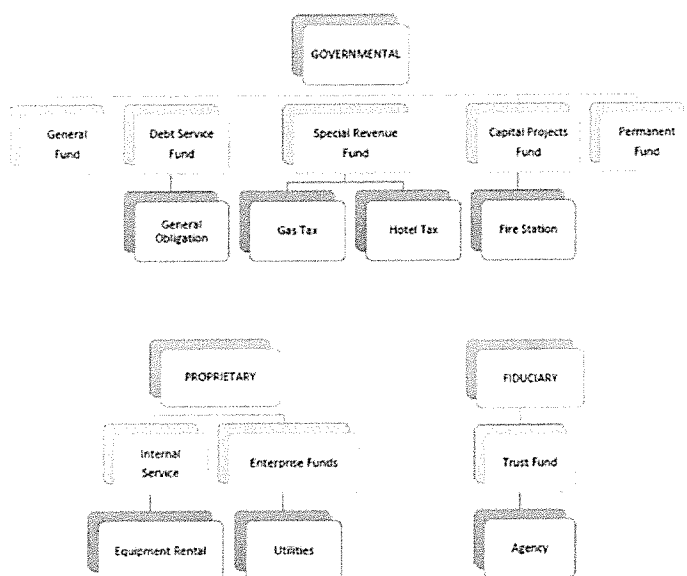 GOVERNMENTAL
General
Fund
Debt Service
Fund
Special Revenue
Fund
Capital Projects
Fund
Permanent
Fund
General
Obligation
Gas Tax
Hotel Tax
Fire Station
PROPRIETARY
FIDUCIARY
Internal
Service
Enterprise Funds
Trust Fund
Equipment Rental
Utilities
Agency